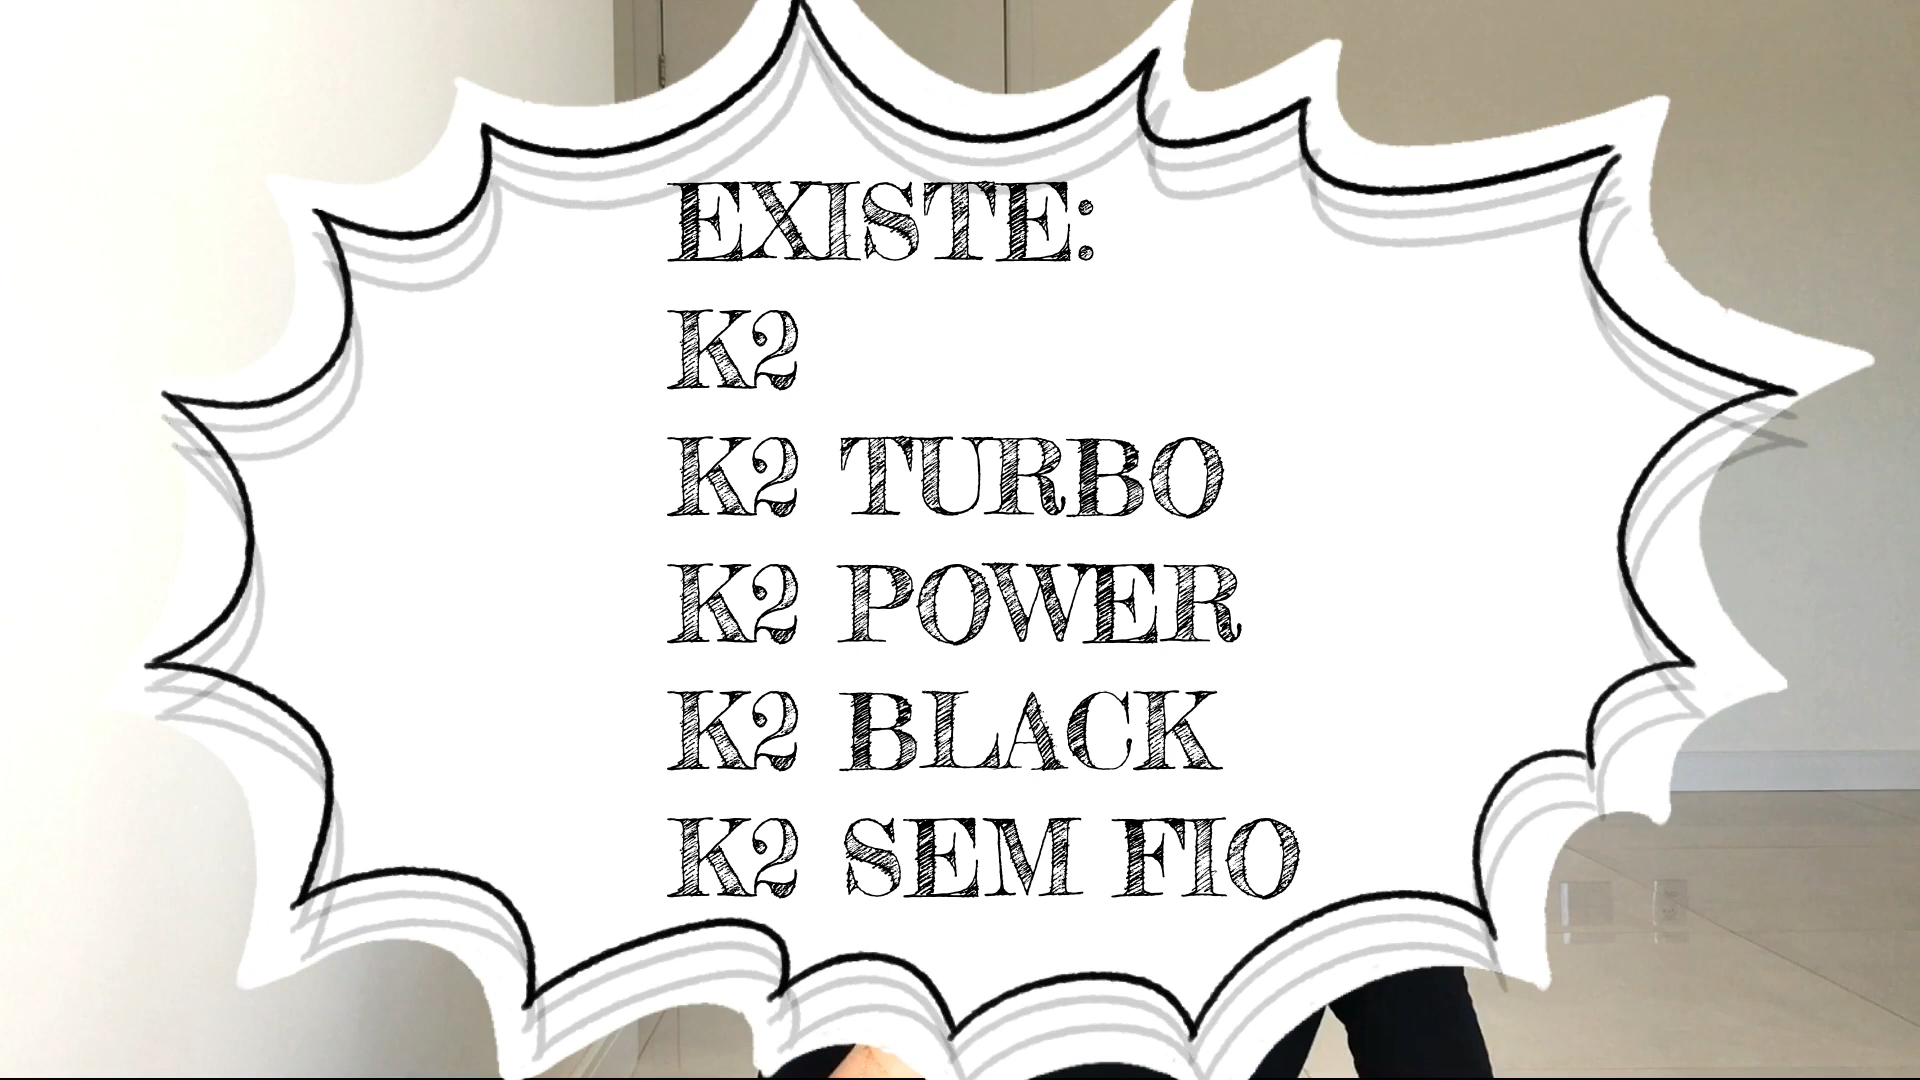 EXISTE:
K2
K2 TURBO
K2 POWER
K2 BLACK
K2 SEM FIO